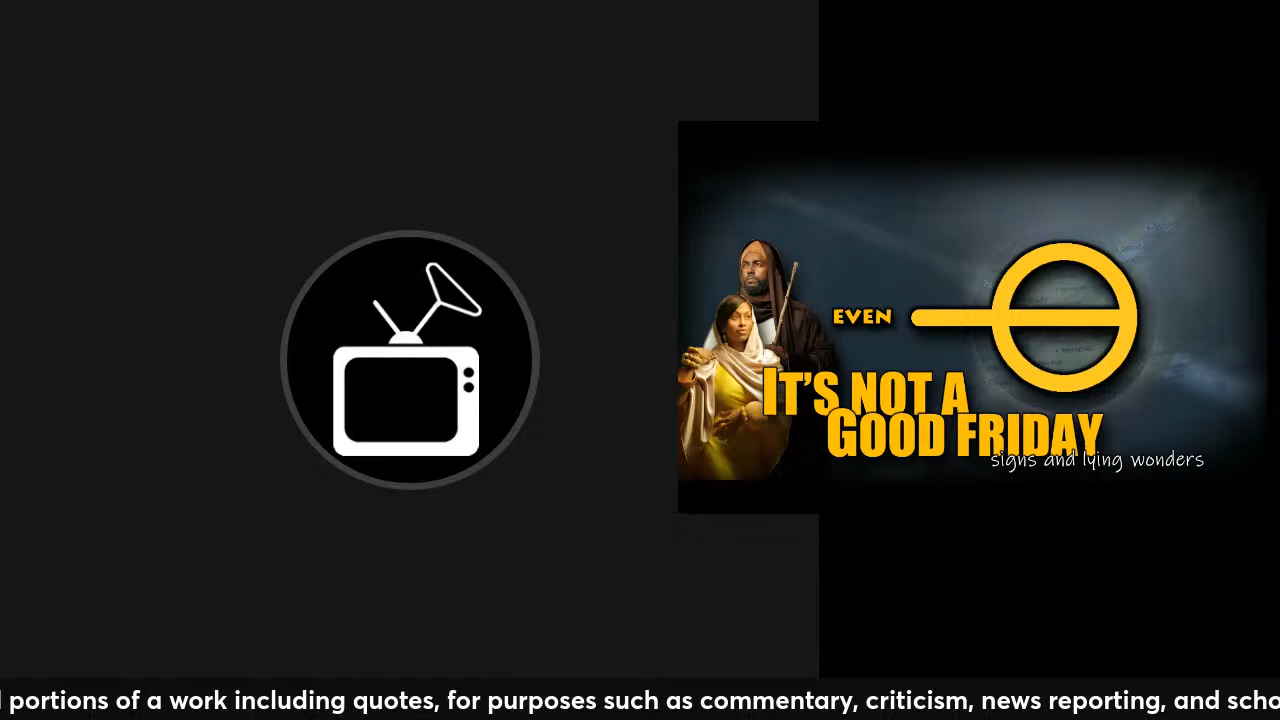 EVEN
IT'S NOT A
GOOD FRIDAY
signs and lying wonders
portions of a work including quotes, for purposes such as commentary, criticism, news reporting, and